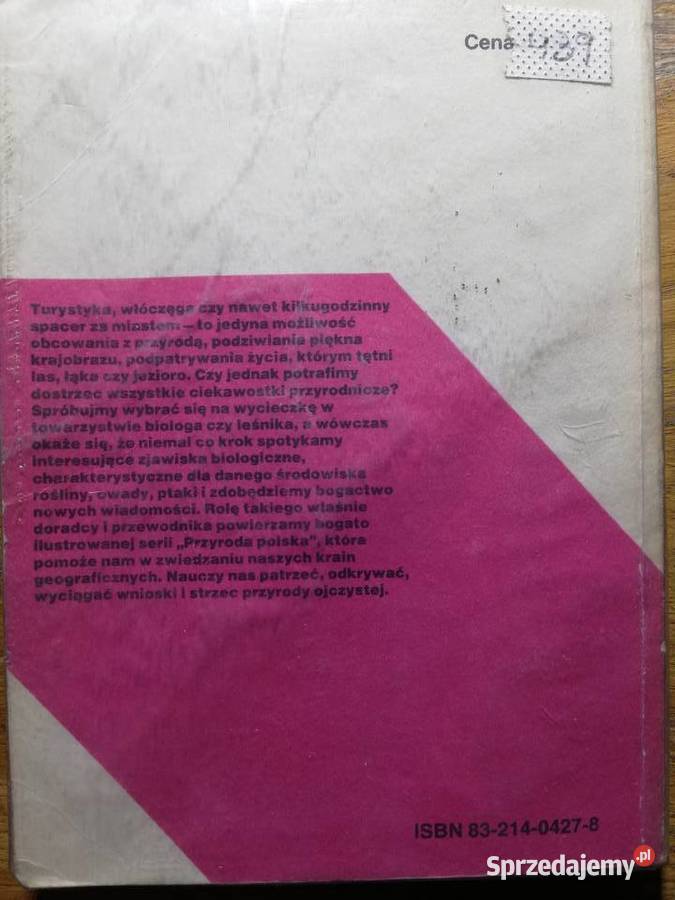 Cena 439
Turystyka, włóczęga czy nawet kilkugodzinny
spacer za miastem — to jedyna możliwość
obcowania z przyrodą, podziwiania piękna
krajobrazu, podpatrywania życia, którym tętni
las, łąka czy jezioro. Czy jednak potrafimy
dostrzec wszystkie ciekawostki przyrodnicze?
Spróbujmy wybrać się na wycieczkę w
towarzystwie biologa czy leśnika, a wówczas
okaże się, że niemal co krok spotykamy
interesujące zjawiska biologiczne,
charakterystyczne dla danego środowiska
rośliny, owady, ptaki i zdobędziemy bogactwo
nowych wiadomości. Rolę takiego właśnie
doradcy i przewodnika powierzamy bogato
ilustrowanej serii „Przyroda polska”, która
pomoże nam w zwiedzaniu naszych krain
geograficznych. Nauczy nas patrzeć, odkrywać,
wyciągać wnioski i strzec przyrody ojczystej.
ISBN 83-214-0427-8
Sprzedajemy.pl